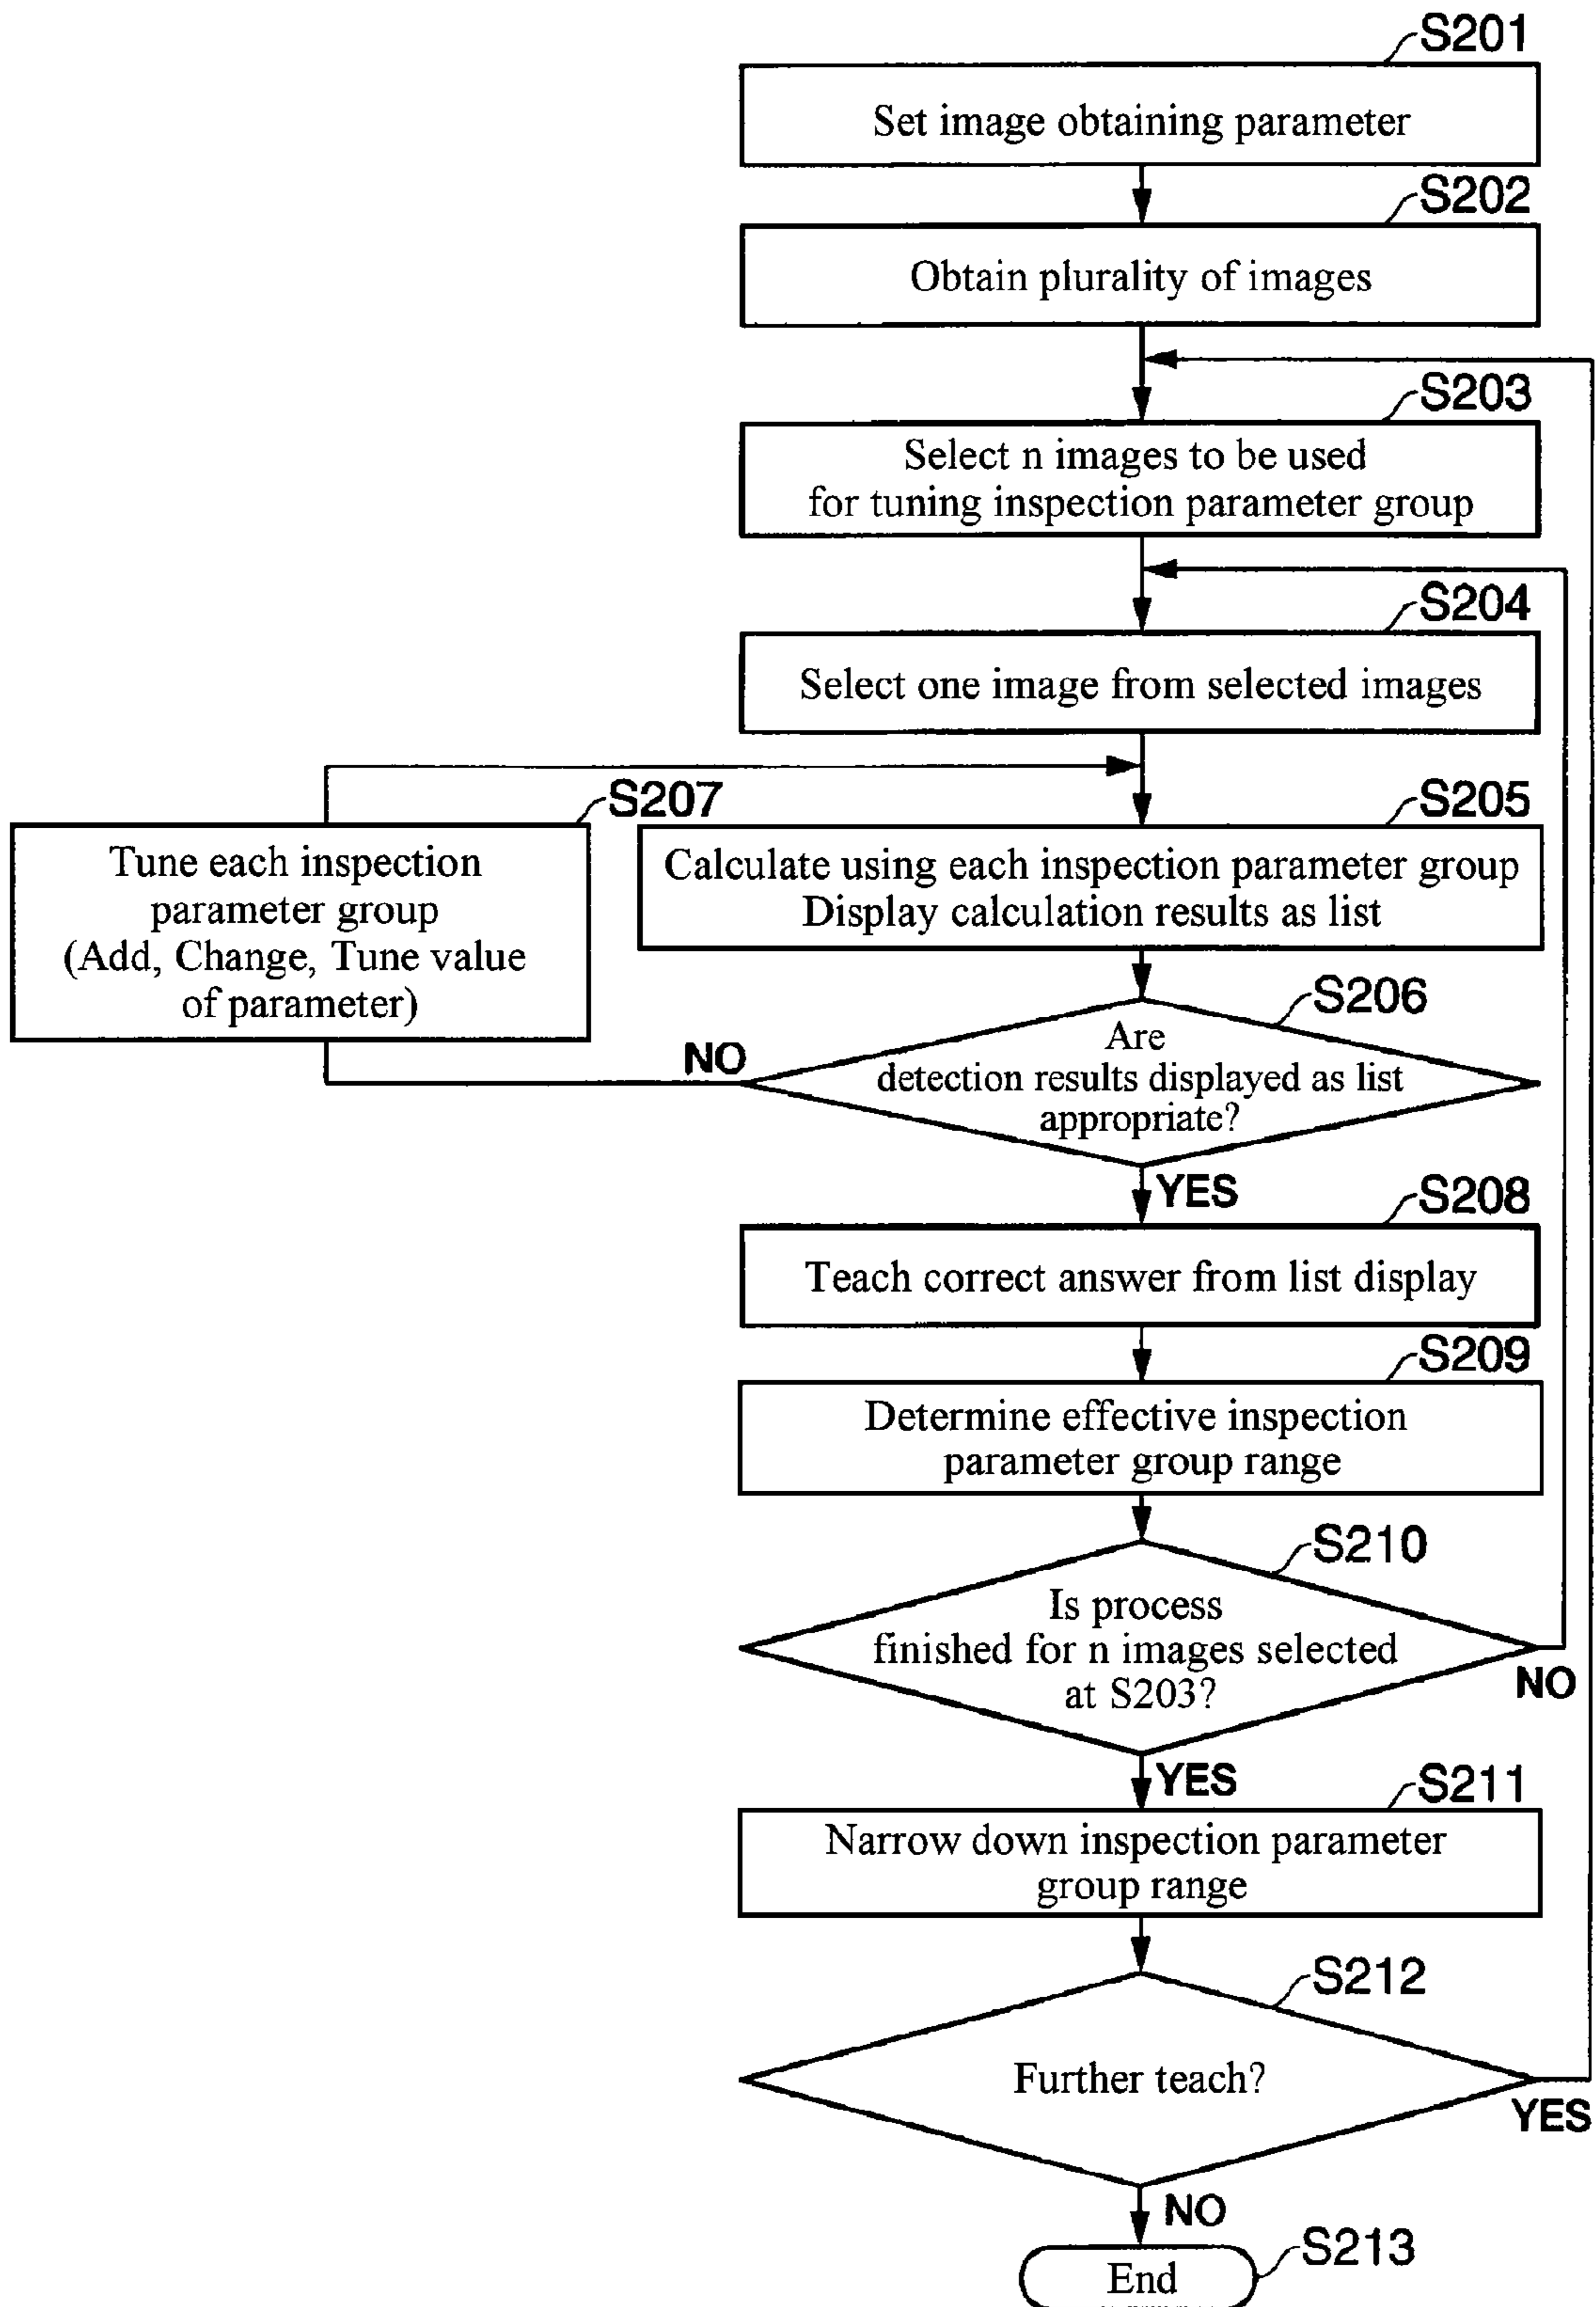 S201
Set image obtaining parameter
S202
Obtain plurality of images
S203
Select n images to be used
for tuning inspection parameter group
S204
Select one image from selected images
S207
Tune each inspection
parameter group
(Add, Change, Tune value
of parameter)
S205
Calculate using each inspection parameter group
Display calculation results as list
S206
Are
detection results displayed as list
appropriate?
NO
YES
S208
Teach correct answer from list display
S209
Determine effective inspection
parameter group range
S210
Is process
finished for n images selected
at S203?
NO
YES
S211
Narrow down inspection parameter
group range
S212
Further teach?
YES
NO
S213
End